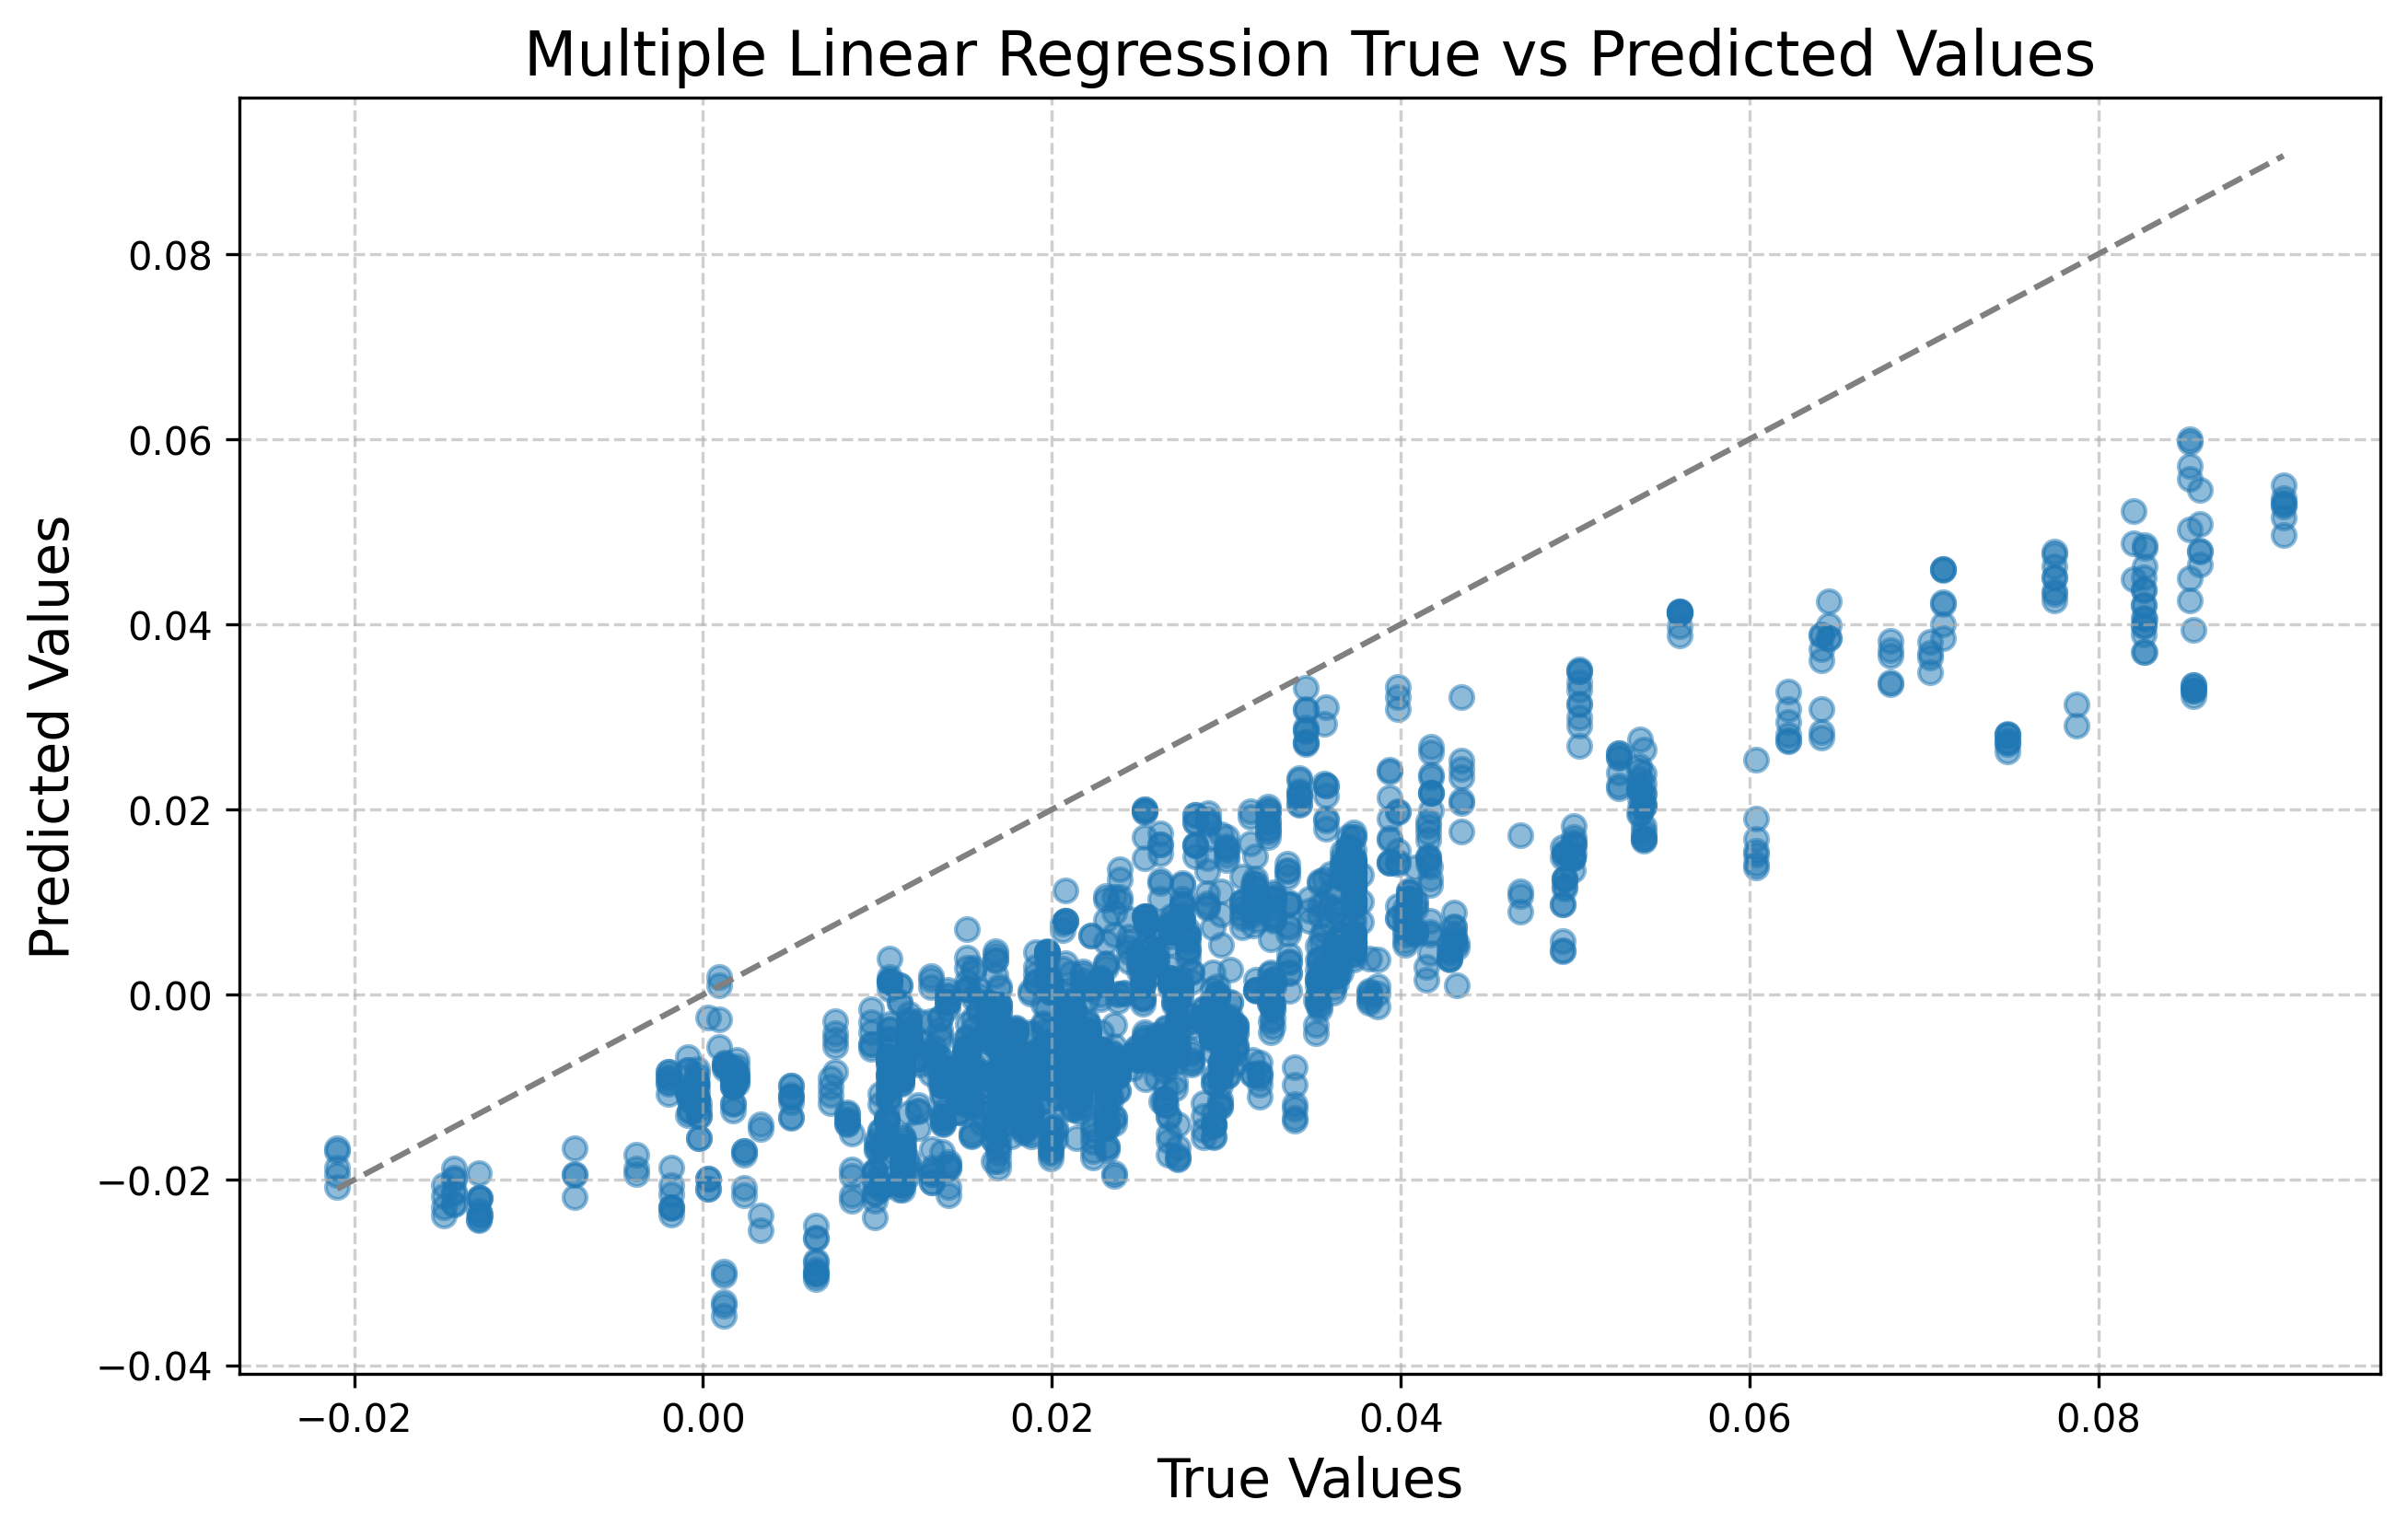 Multiple Linear Regression True vs Predicted Values
Predicted Values
0.08
0.06
0.04
0.02
0.00
−0.02
−0.04
−0.02 0.00 0.02 0.04 0.06 0.08
True Values